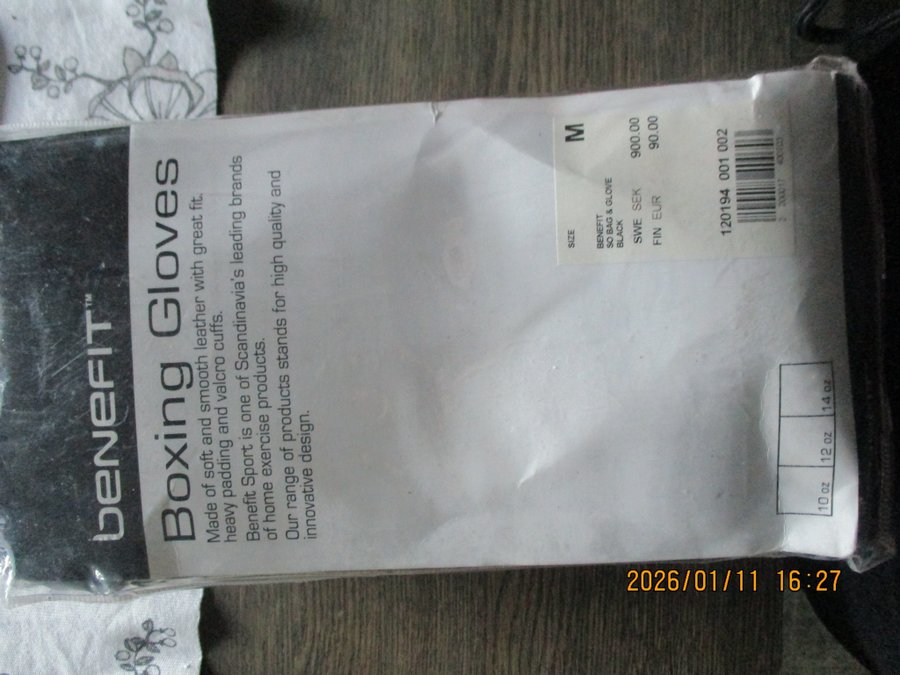 BENEFIT™
Boxing Gloves
Made of soft and smooth leather with great fit,
heavy padding and valcro cuffs.
Benefit Sport is one of Scandinavia's leading brands
of home exercise products.
Our range of products stands for high quality and
innovative design.
SIZE M
BENEFIT
SO BAG & GLOVE
BLACK
SWE SEK 900.00
FIN EUR 90.00
120194 001 002
10 oz 12 oz 14 oz
2026/01/11 16:27